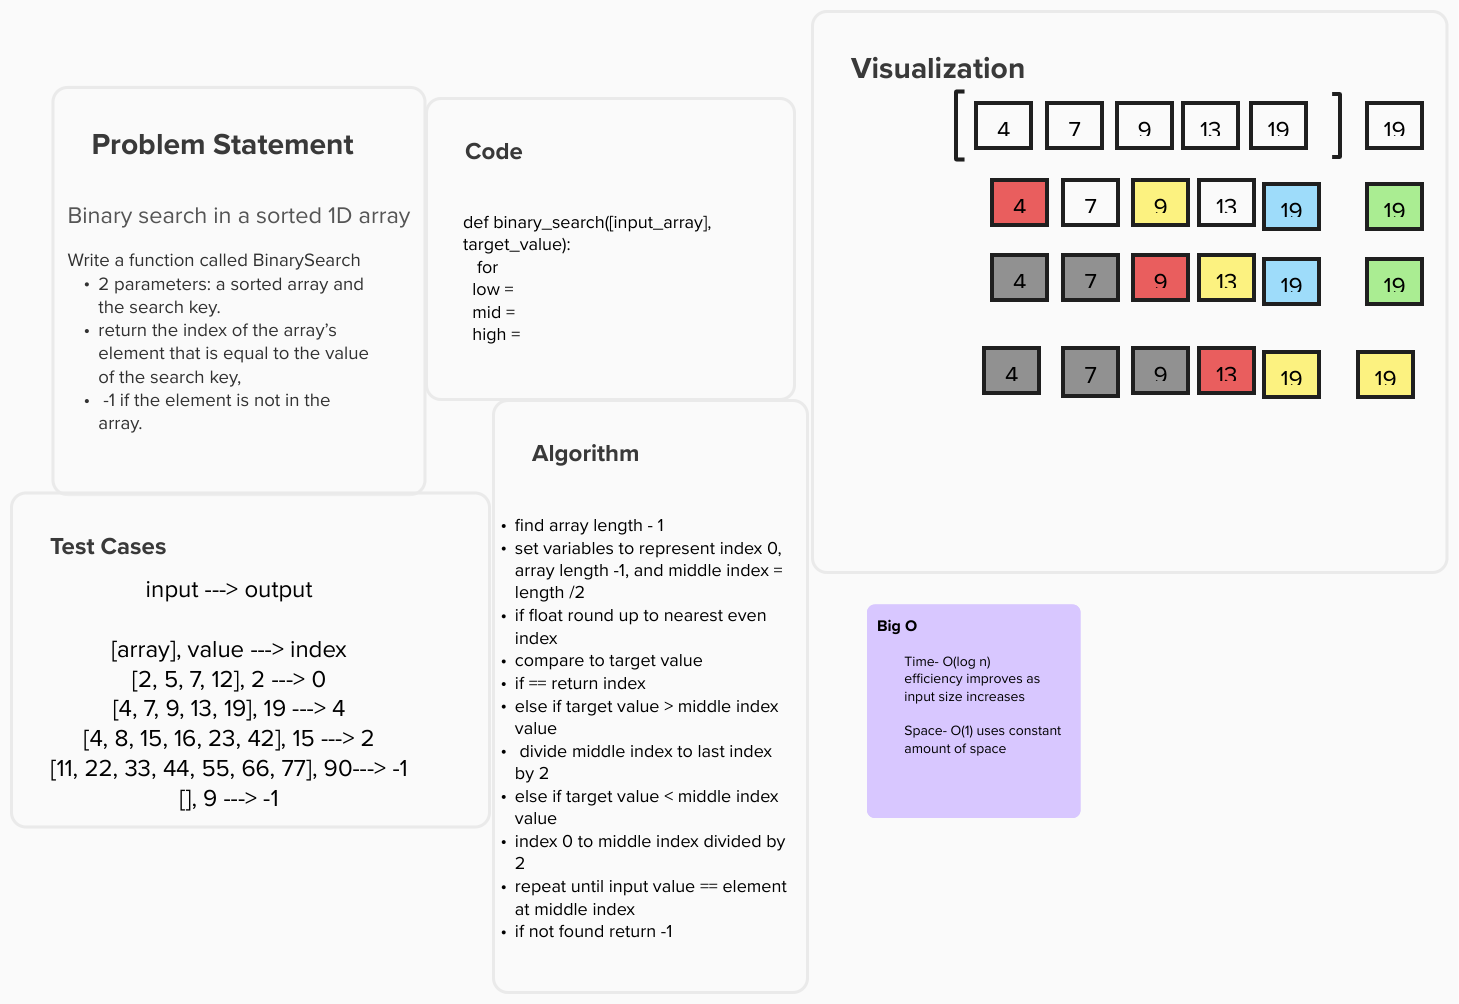 Problem Statement
Binary search in a sorted 1D array
Write a function called BinarySearch
• 2 parameters: a sorted array and
the search key.
• return the index of the array’s
element that is equal to the value
of the search key,
• -1 if the element is not in the
array.
Code
def binary_search([input_array],
target_value):
for
low =
mid =
high =
Visualization
[ 4 7 9 13 19 ] 19
4 7 9 13 19 19
4 7 9 13 19 19
4 7 9 13 19 19
Test Cases
input ---> output
[array], value ---> index
[2, 5, 7, 12], 2 ---> 0
[4, 7, 9, 13, 19], 19 ---> 4
[4, 8, 15, 16, 23, 42], 15 ---> 2
[11, 22, 33, 44, 55, 66, 77], 90---> -1
[], 9 ---> -1
Algorithm
• find array length - 1
• set variables to represent index 0,
array length -1, and middle index =
length /2
• if float round up to nearest even
index
• compare to target value
• if == return index
• else if target value > middle index
value
• divide middle index to last index
by 2
• else if target value < middle index
value
• index 0 to middle index divided by
2
• repeat until input value == element
at middle index
• if not found return -1
Big O
Time- O(log n)
efficiency improves as
input size increases
Space- O(1) uses constant
amount of space